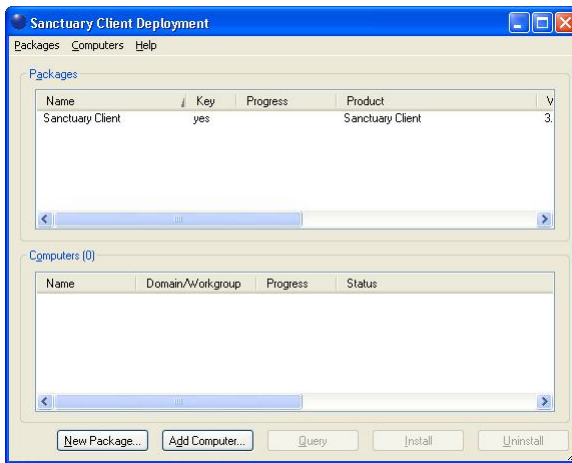 Sanctuary Client Deployment
Packages Computers Help
Packages
Name Key Progress Product V
Sanctuary Client yes Sanctuary Client 3.
Computers (0)
Name Domain/Workgroup Progress Status
New Package... Add Computer... Query Install Uninstall